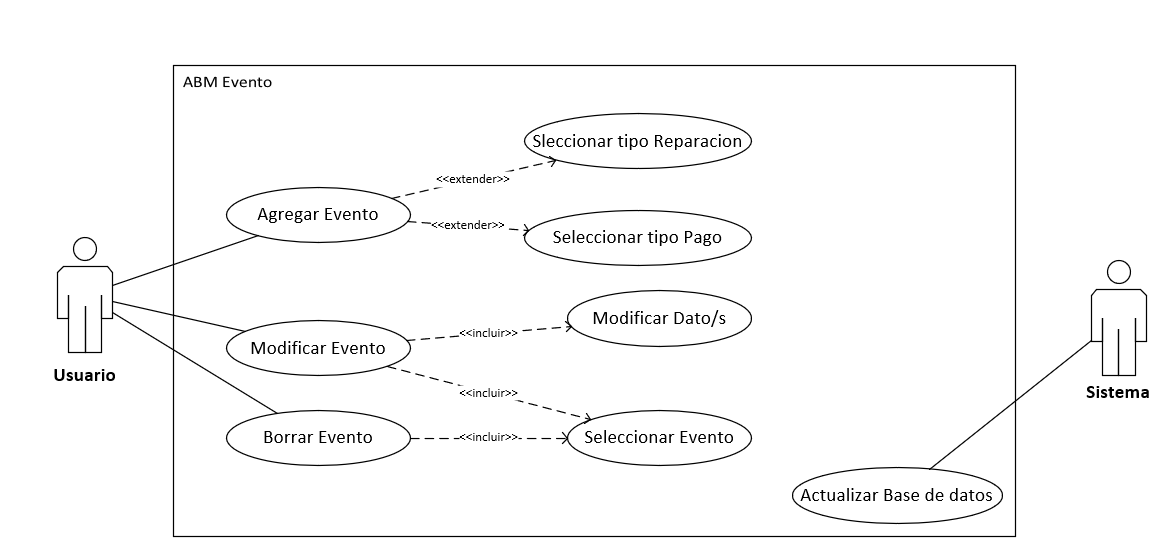 ABM Evento
Sleccionar tipo Reparacion
<<extender>>
Agregar Evento
<<extender>>
Seleccionar tipo Pago
Modificar Dato/s
<<incluir>>
Modificar Evento
Usuario
<<incluir>>
Sistema
Borrar Evento
<<incluir>>
Seleccionar Evento
Actualizar Base de datos